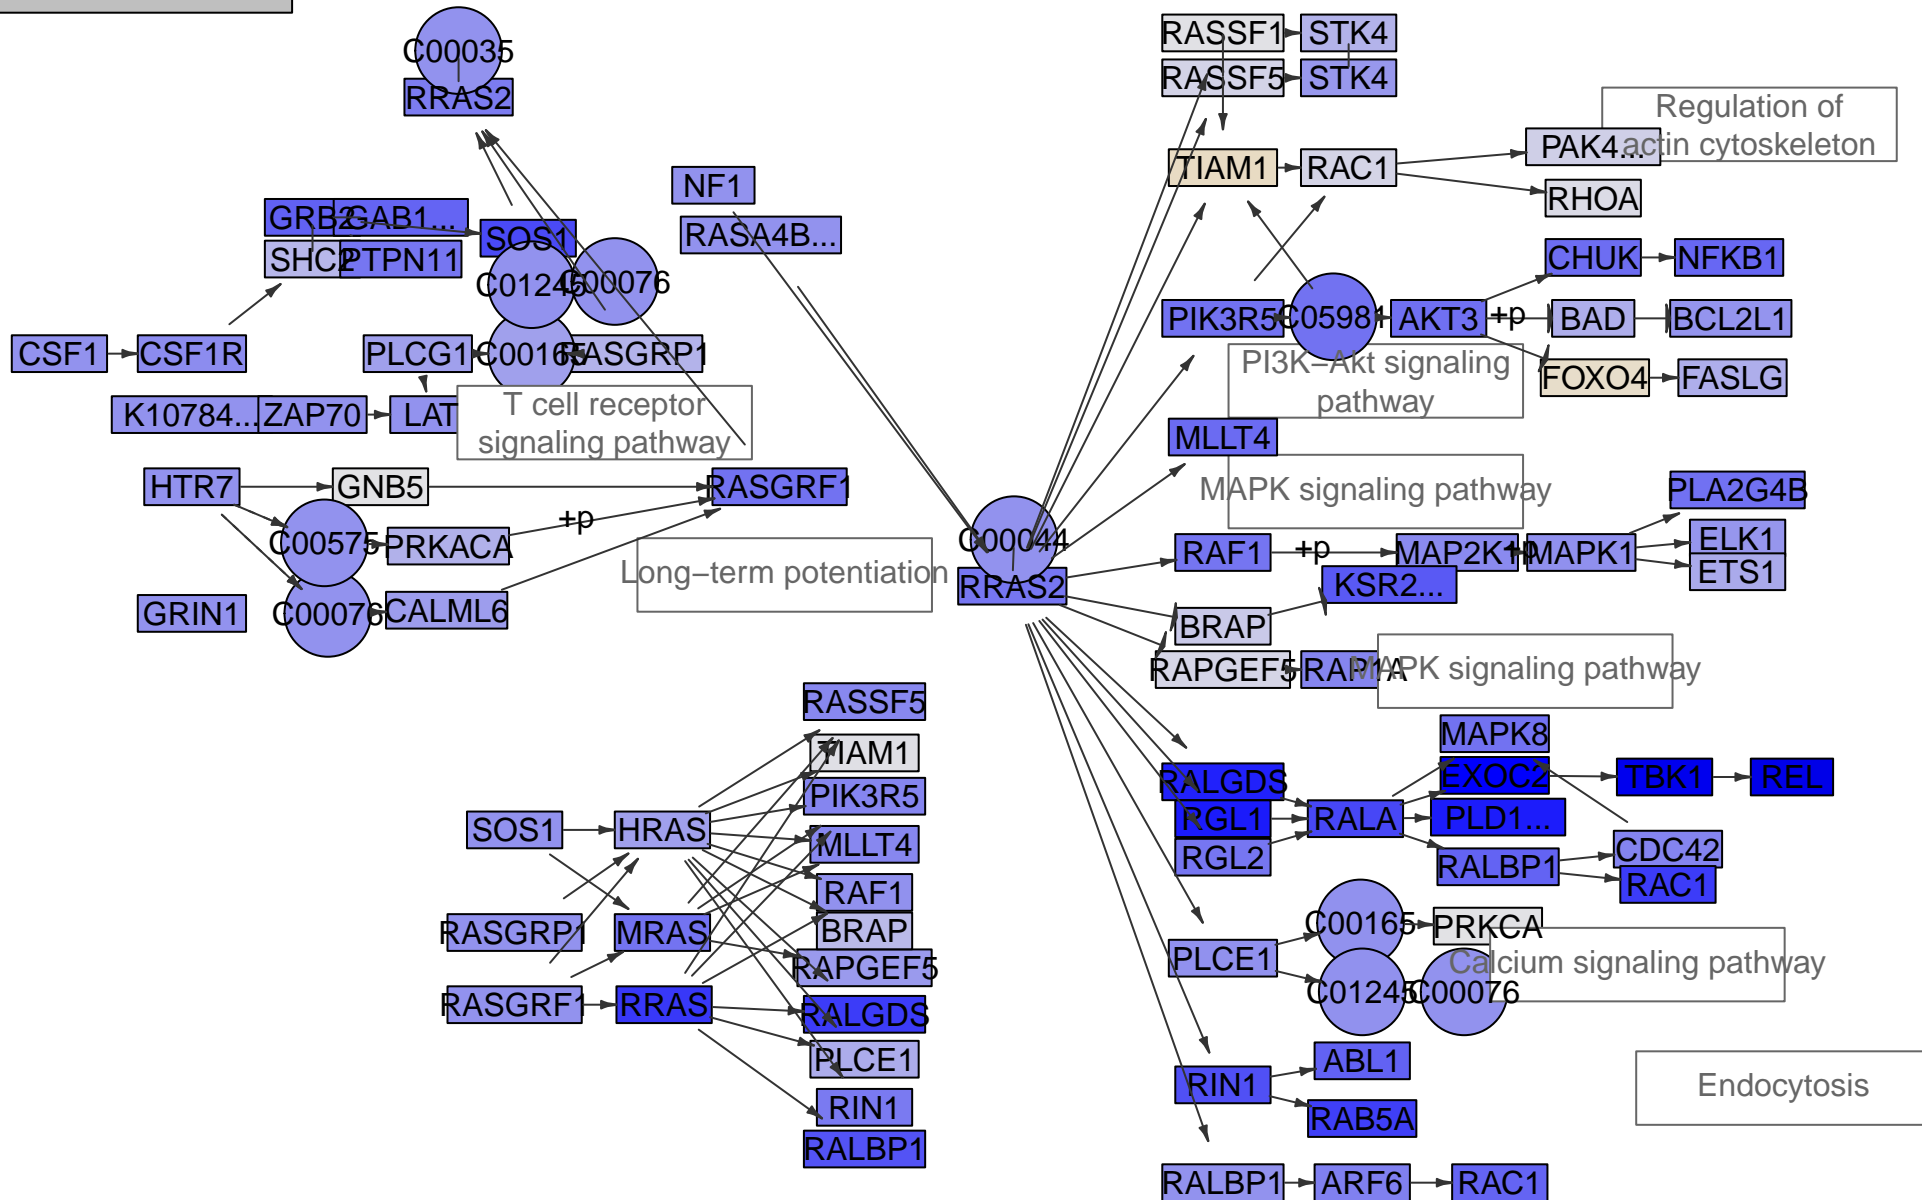 C00035
RRAS2
NF1
RASA4B...
GRB2
GAB1...
SOS1
SHC2
PTPN11
C01245
C00076
CSF1
CSF1R
PLCG1
C00165
RASGRP1
K10784...
ZAP70
LAT
T cell receptor
signaling pathway
HTR7
GNB5
RASGRF1
+p
C00575
PRKACA
GRIN1
C00076
CALML6
Long–term potentiation
C00044
RRAS2
RASSF1
STK4
RASSF5
STK4
Regulation of
actin cytoskeleton
PAK4...
TIAM1
RAC1
RHOA
CHUK
NFKB1
PIK3R5
C05981
AKT3
+p
BAD
BCL2L1
PI3K–Akt signaling
pathway
FOXO4
FASLG
MLLT4
MAPK signaling pathway
PLA2G4B
RAF1
+p
MAP2K1
+p
MAPK1
ELK1
ETS1
KSR2...
BRAP
RAPGEF5
RAP1A
MAPK signaling pathway
RASSF5
TIAM1
PIK3R5
SOS1
HRAS
MLLT4
RAF1
RASGRP1
MRAS
BRAP
RAPGEF5
RASGRF1
RRAS
RALGDS
PLCE1
RIN1
RALBP1
MAPK8
RALGDS
EXOC2
TBK1
REL
RGL1
RALA
PLD1...
RGL2
RALBP1
CDC42
RAC1
C00165
PRKCA
PLCE1
Calcium signaling pathway
C01245
C00076
ABL1
RIN1
RAB5A
Endocytosis
RALBP1
ARF6
RAC1